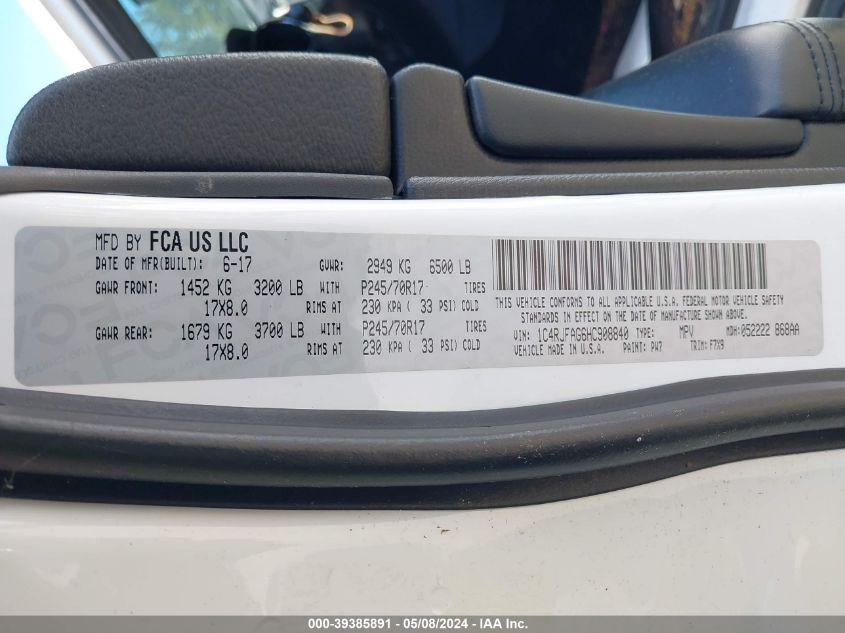 MFD BY FCA US LLC
DATE OF MFR(BUILT): 6-17 GVWR: 2949 KG 6500 LB
GAWR FRONT: 1452 KG 3200 LB WITH P245/70R17 TIRES
17X8.0 RIMS AT 230 KPA ( 33 PSI) COLD
GAWR REAR: 1679 KG 3700 LB WITH P245/70R17 TIRES
17X8.0 RIMS AT 230 KPA ( 33 PSI) COLD
THIS VEHICLE CONFORMS TO ALL APPLICABLE U.S.A. FEDERAL MOTOR VEHICLE SAFETY
STANDARDS IN EFFECT ON THE DATE OF MANUFACTURE SHOWN ABOVE.
VIN: 1C4RJFAG6HC908840 TYPE: MPV MDH: 052222 868AA
VEHICLE MADE IN U.S.A. PAINT: PW7 TRIM: F7X9
000-39385891 — 05/08/2024 — IAA Inc.